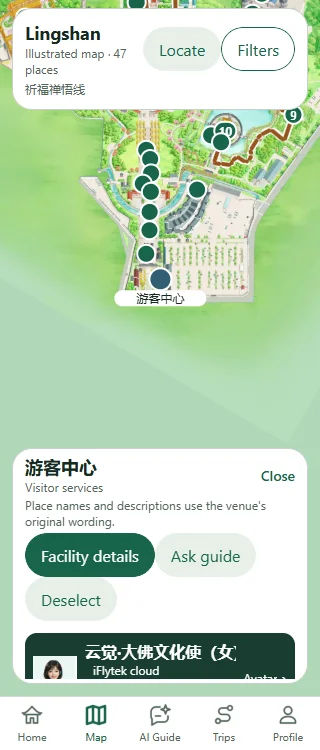 Lingshan
Illustrated map · 47
places
祈福禅悟线
Locate
Filters
9
10
游客中心
游客中心
Visitor services
Close
Place names and descriptions use the venue's
original wording.
Facility details
Ask guide
Deselect
云觉·大佛文化使（女
iFlytek cloud
Avatar ›
Home
Map
AI Guide
Trips
Profile